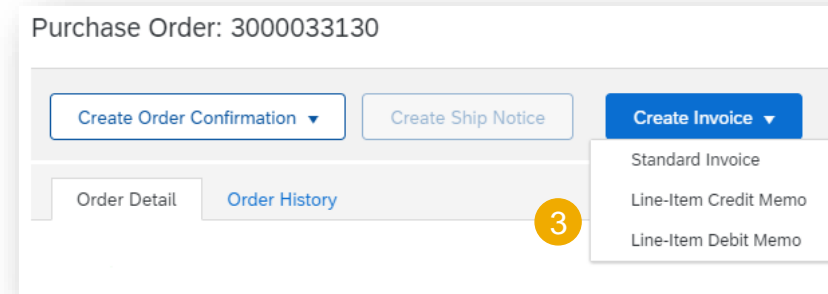 Purchase Order: 3000033130
Create Order Confirmation ▼
Create Ship Notice
Create Invoice ▼
Standard Invoice
Order Detail
Order History
Line-Item Credit Memo
3
Line-Item Debit Memo